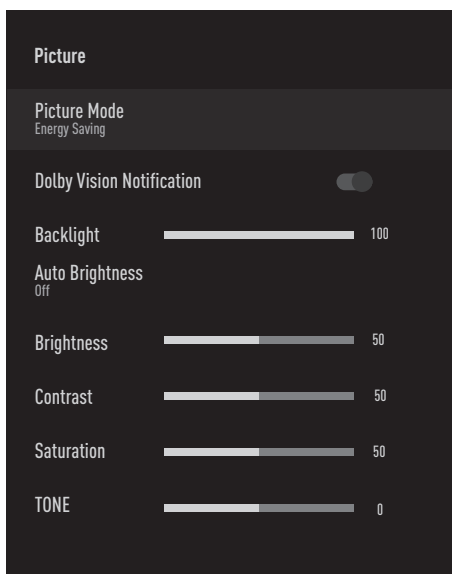 Picture
Picture Mode
Energy Saving
Dolby Vision Notification
Backlight 100
Auto Brightness
Off
Brightness 50
Contrast 50
Saturation 50
TONE 0